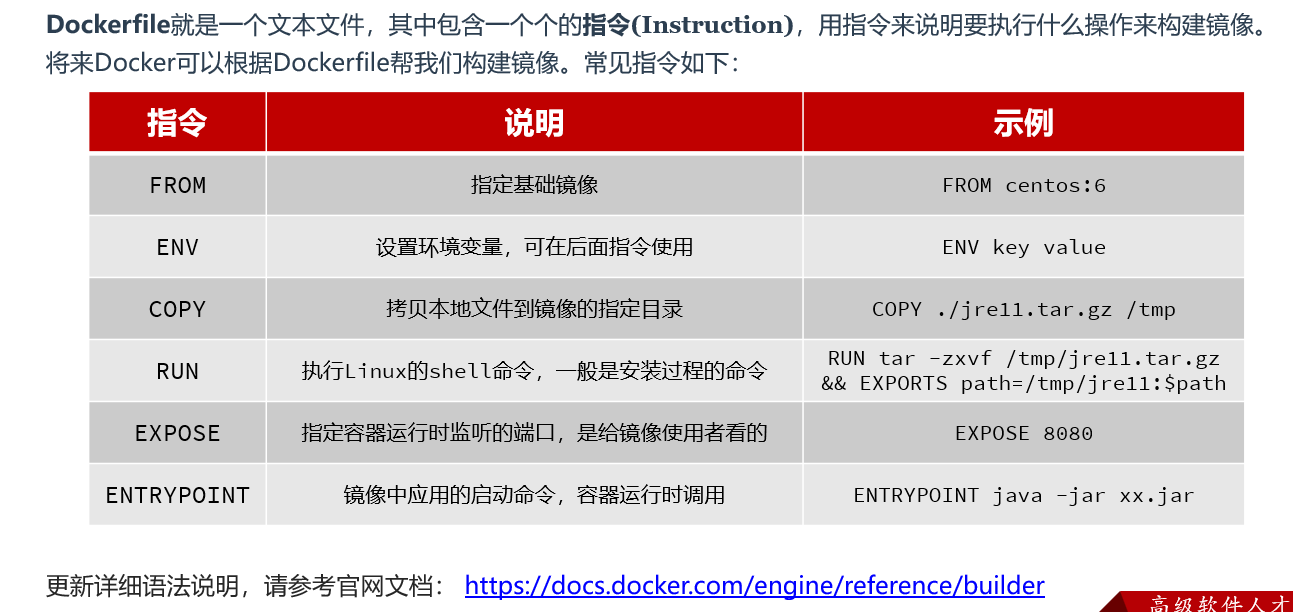 Dockerfile就是一个文本文件，其中包含一个个的指令(Instruction)，用指令来说明要执行什么操作来构建镜像。
将来Docker可以根据Dockerfile帮我们构建镜像。常见指令如下：
指令 说明 示例
FROM 指定基础镜像 FROM centos:6
ENV 设置环境变量，可在后面指令使用 ENV key value
COPY 拷贝本地文件到镜像的指定目录 COPY ./jre11.tar.gz /tmp
RUN 执行Linux的shell命令，一般是安装过程的命令 RUN tar -zxvf /tmp/jre11.tar.gz
&& EXPORTS path=/tmp/jre11:$path
EXPOSE 指定容器运行时监听的端口，是给镜像使用者看的 EXPOSE 8080
ENTRYPOINT 镜像中应用的启动命令，容器运行时调用 ENTRYPOINT java -jar xx.jar
更新详细语法说明，请参考官网文档： https://docs.docker.com/engine/reference/builder
高级软件人才